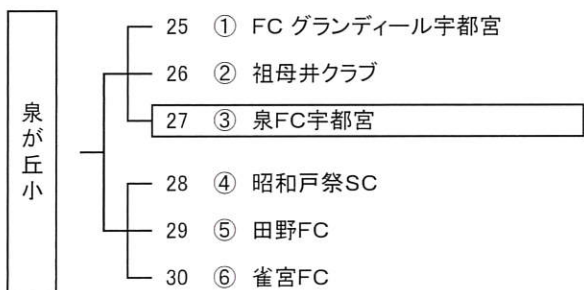 泉が丘小
25 ① FC グランディール宇都宮
26 ② 祖母井クラブ
27 ③ 泉FC宇都宮
28 ④ 昭和戸祭SC
29 ⑤ 田野FC
30 ⑥ 雀宮FC